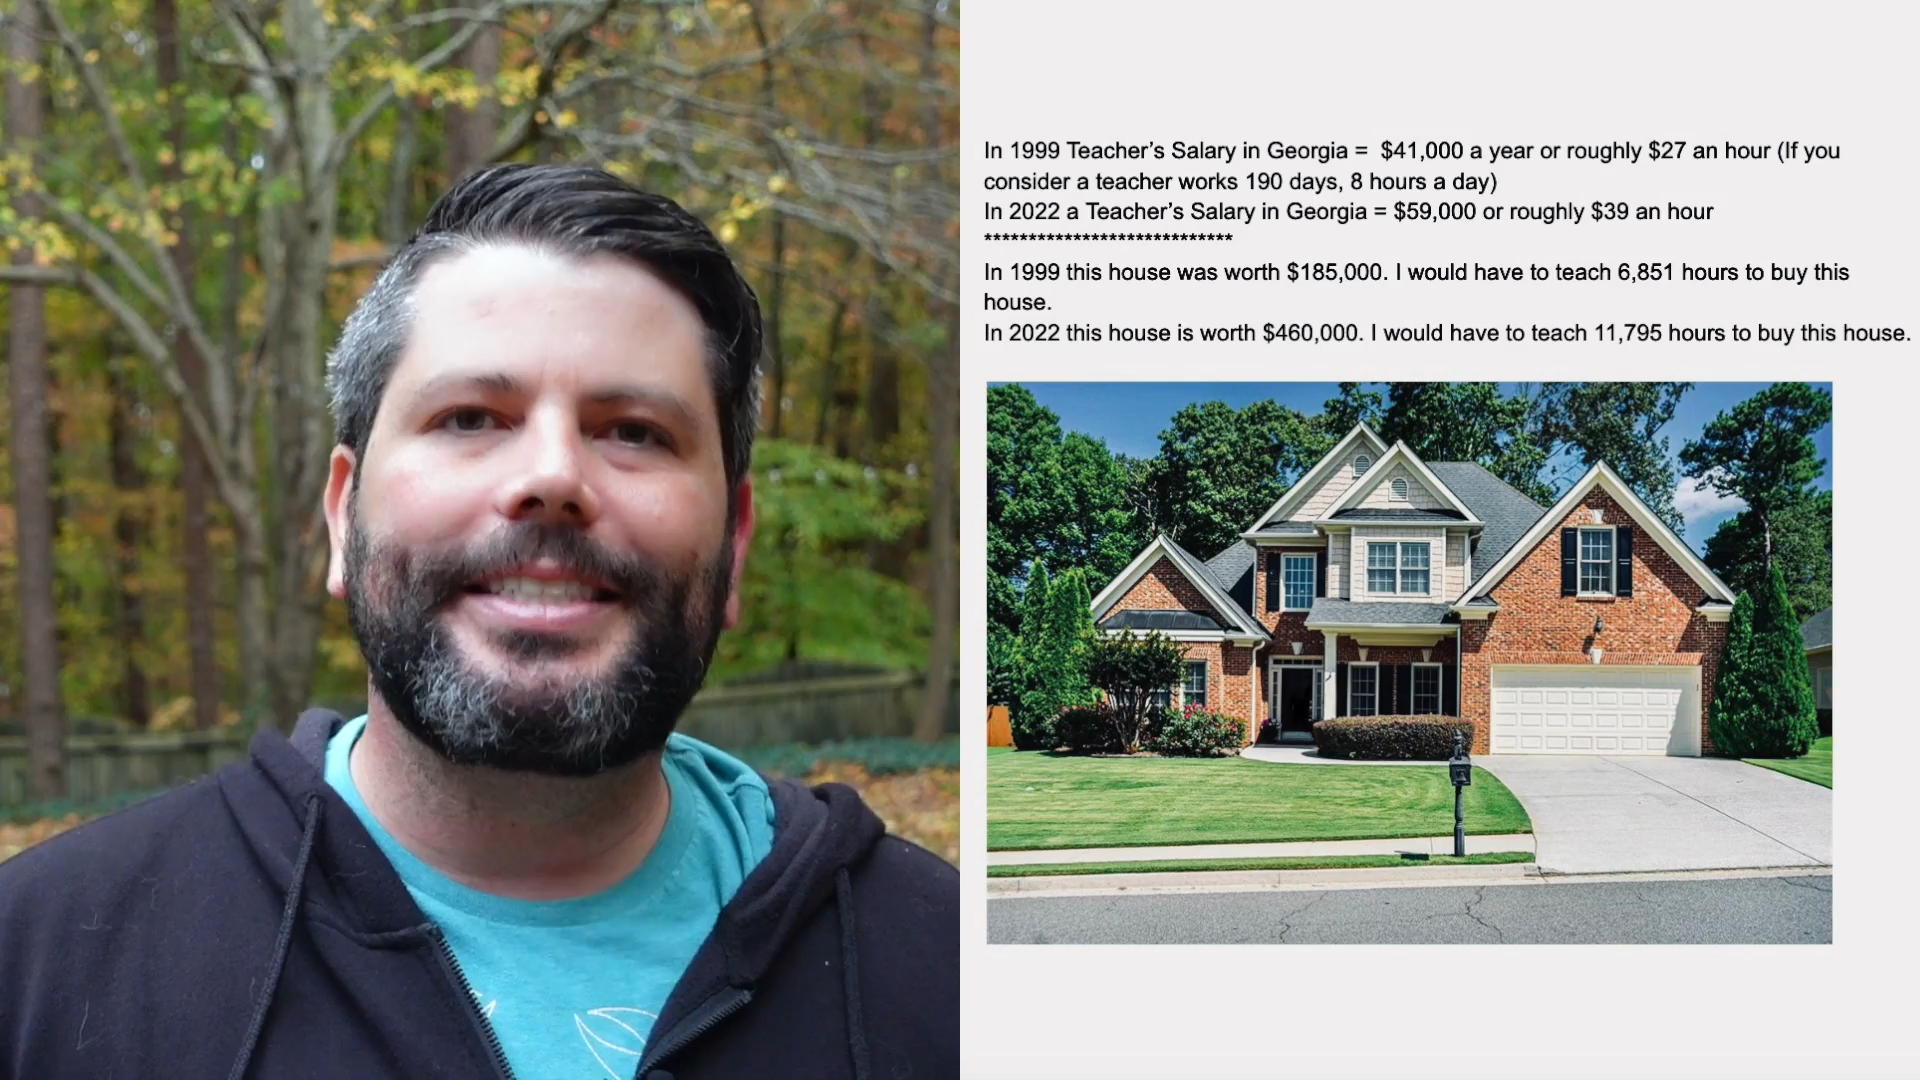 In 1999 Teacher's Salary in Georgia =  $41,000 a year or roughly $27 an hour (If you
consider a teacher works 190 days, 8 hours a day)
In 2022 a Teacher's Salary in Georgia = $59,000 or roughly $39 an hour
****************************
In 1999 this house was worth $185,000. I would have to teach 6,851 hours to buy this
house.
In 2022 this house is worth $460,000. I would have to teach 11,795 hours to buy this house.